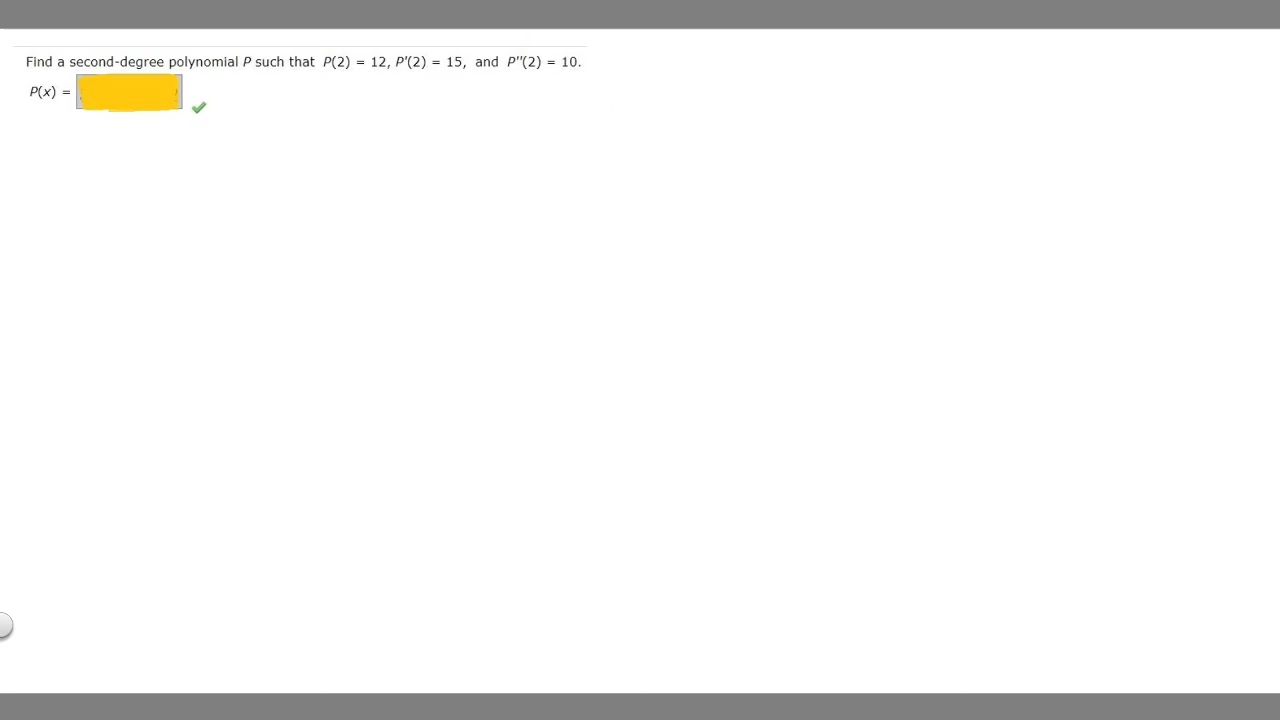 Find a second-degree polynomial P such that P(2) = 12, P′(2) = 15, and P′′(2) = 10.
P(x) =